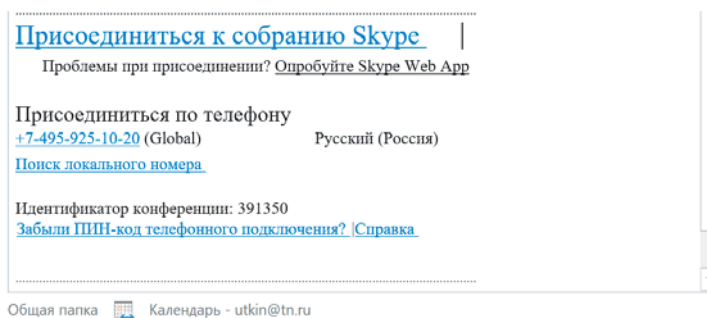 Присоединиться к собранию Skype
Проблемы при присоединении? Опробуйте Skype Web App
Присоединиться по телефону
+7-495-925-10-20 (Global) Русский (Россия)
Поиск локального номера
Идентификатор конференции: 391350
Забыли ПИН-код телефонного подключения? |Справка
Общая папка Календарь - utkin@tn.ru